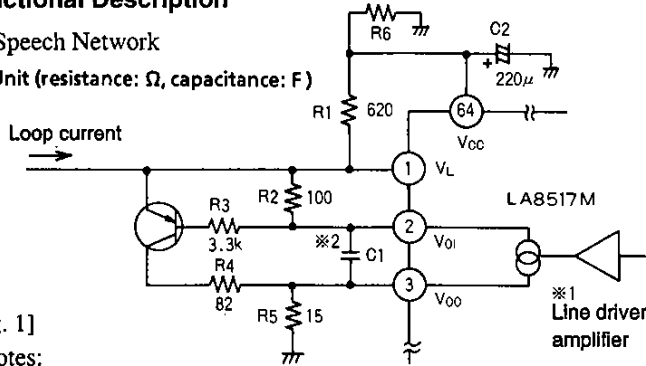 ctional Description
Speech Network
Unit (resistance: Ω, capacitance: F)
R6
C2
+
220μ
R1
620
64
VCC
Loop current
1
VL
R2
100
LA8517M
R3
3.3k
※2
C1
2
VOI
R4
82
3
VOO
R5
15
※1
Line driver
amplifier
g. 1]
otes: